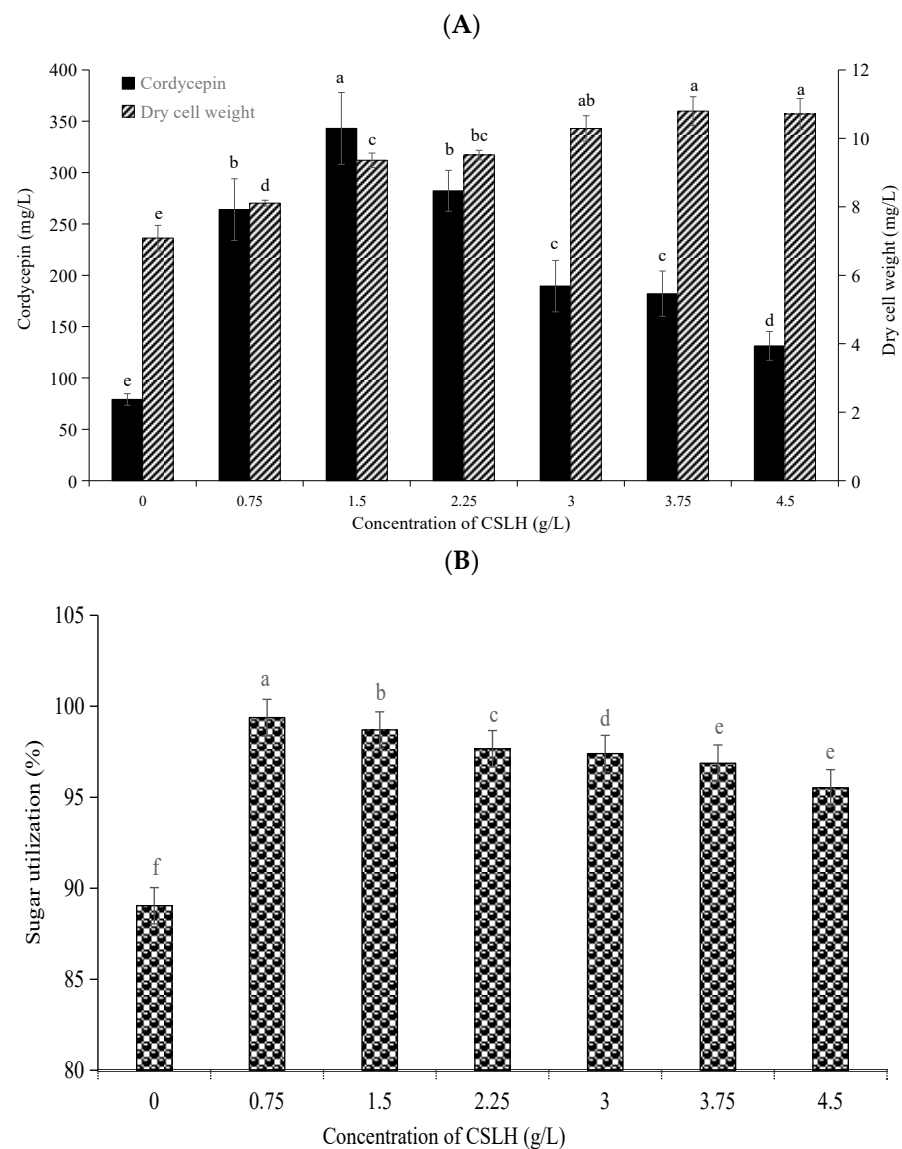 (A)
400
350
300
250
200
150
100
50
0
Cordycepin (mg/L)
Cordycepin
Dry cell weight
12
10
8
6
4
2
0
Dry cell weight (mg/L)
e e b d a c b bc c ab c a d a
0 0.75 1.5 2.25 3 3.75 4.5
Concentration of CSLH (g/L)
(B)
105
100
95
90
85
80
Sugar utilization (%)
f a b c d e e
0 0.75 1.5 2.25 3 3.75 4.5
Concentration of CSLH (g/L)